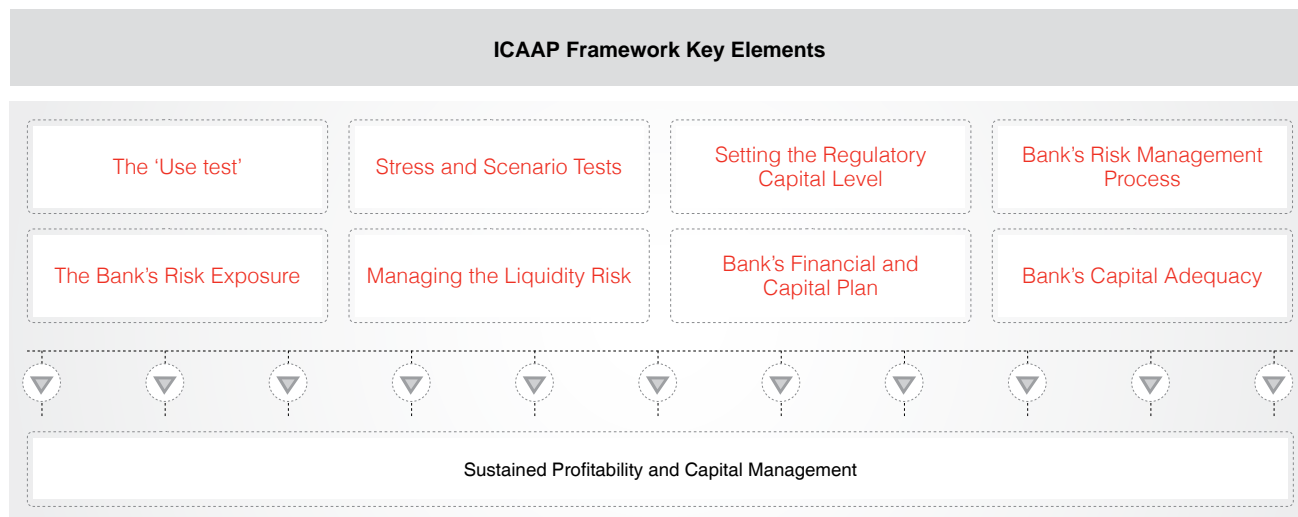 ICAAP Framework Key Elements
The ‘Use test’
Stress and Scenario Tests
Setting the Regulatory
Capital Level
Bank’s Risk Management
Process
The Bank’s Risk Exposure
Managing the Liquidity Risk
Bank’s Financial and
Capital Plan
Bank’s Capital Adequacy
Sustained Profitability and Capital Management